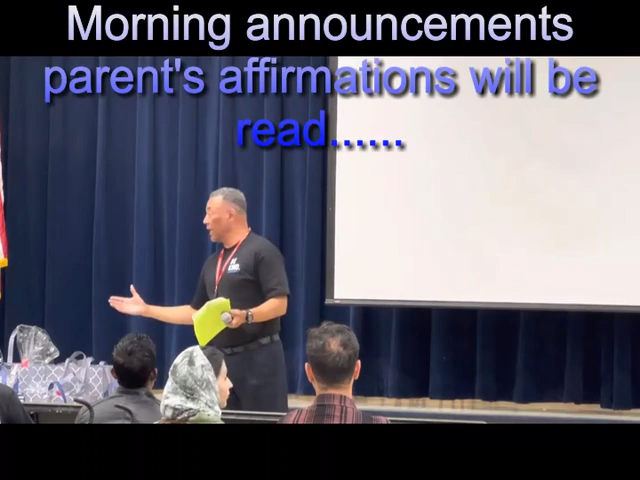 Morning announcements
parent's affirmations will be
read......